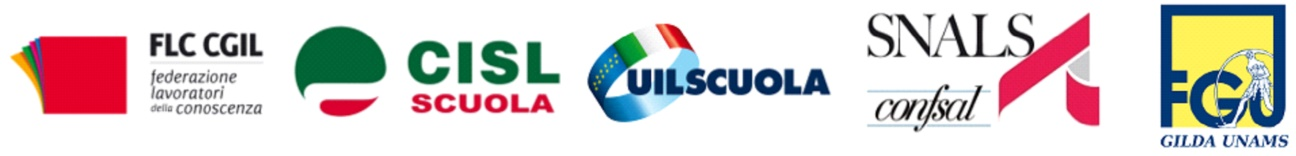 FLC CGIL
federazione
lavoratori
della conoscenza
CISL
SCUOLA
UILSCUOLA
SNALS
confsal
FGU
GILDA UNAMS